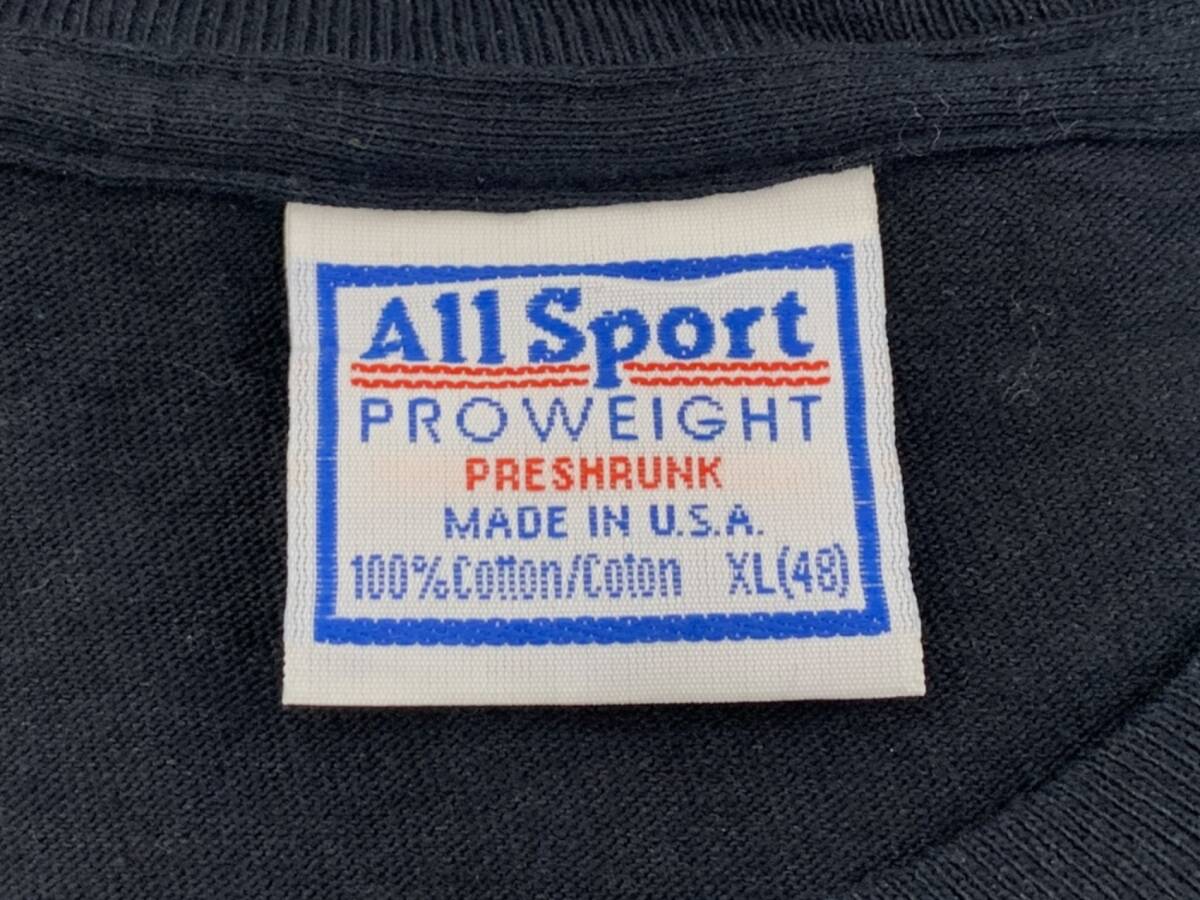 All Sport
PROWEIGHT
PRESHRUNK
MADE IN U.S.A.
100%Cotton/Coton XL(48)